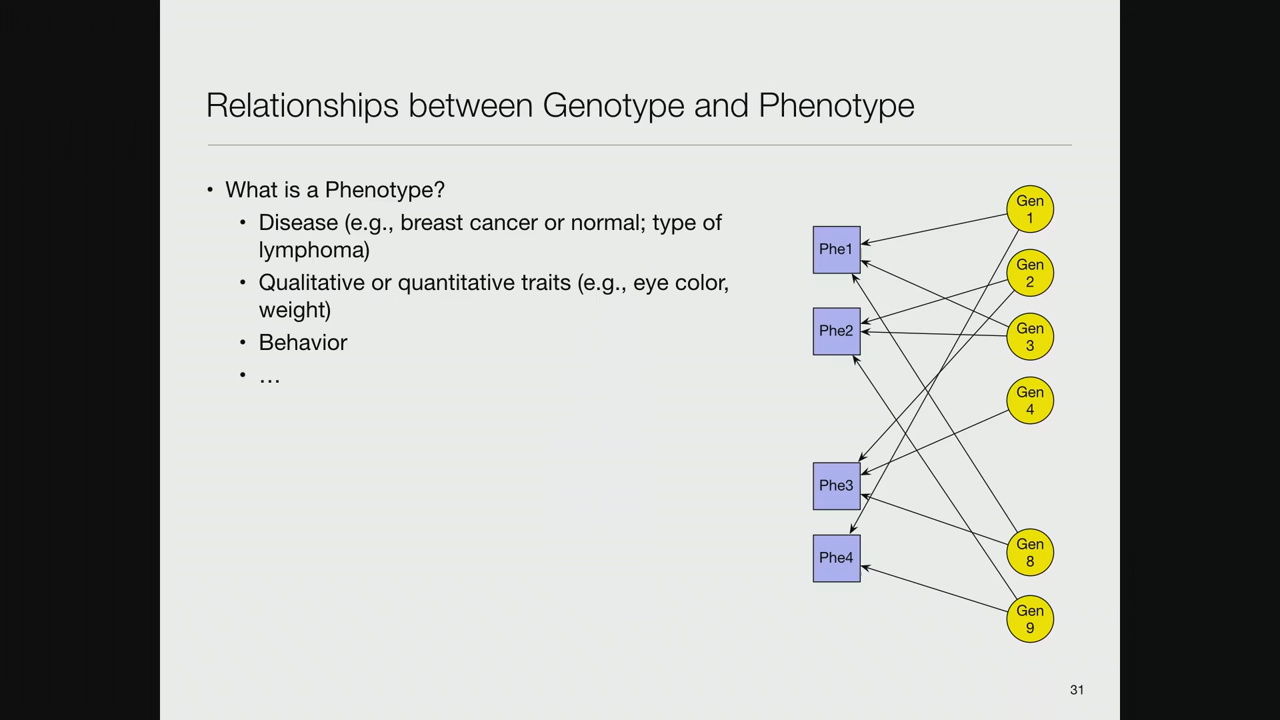 Relationships between Genotype and Phenotype
• What is a Phenotype?
• Disease (e.g., breast cancer or normal; type of
lymphoma)
• Qualitative or quantitative traits (e.g., eye color,
weight)
• Behavior
• …
Phe1
Phe2
Phe3
Phe4
Gen
1
Gen
2
Gen
3
Gen
4
Gen
8
Gen
9
31